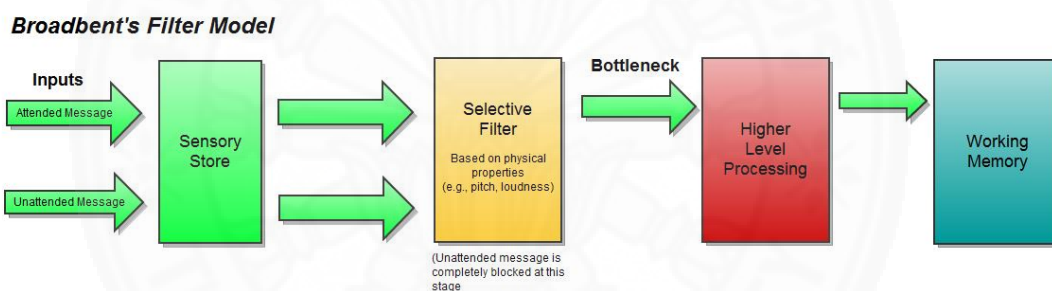 Broadbent's Filter Model
Inputs
Attended Message
Unattended Message
Sensory
Store
Selective
Filter
Based on physical
properties
(e.g., pitch, loudness)
(Unattended message is
completely blocked at this
stage
Bottleneck
Higher
Level
Processing
Working
Memory